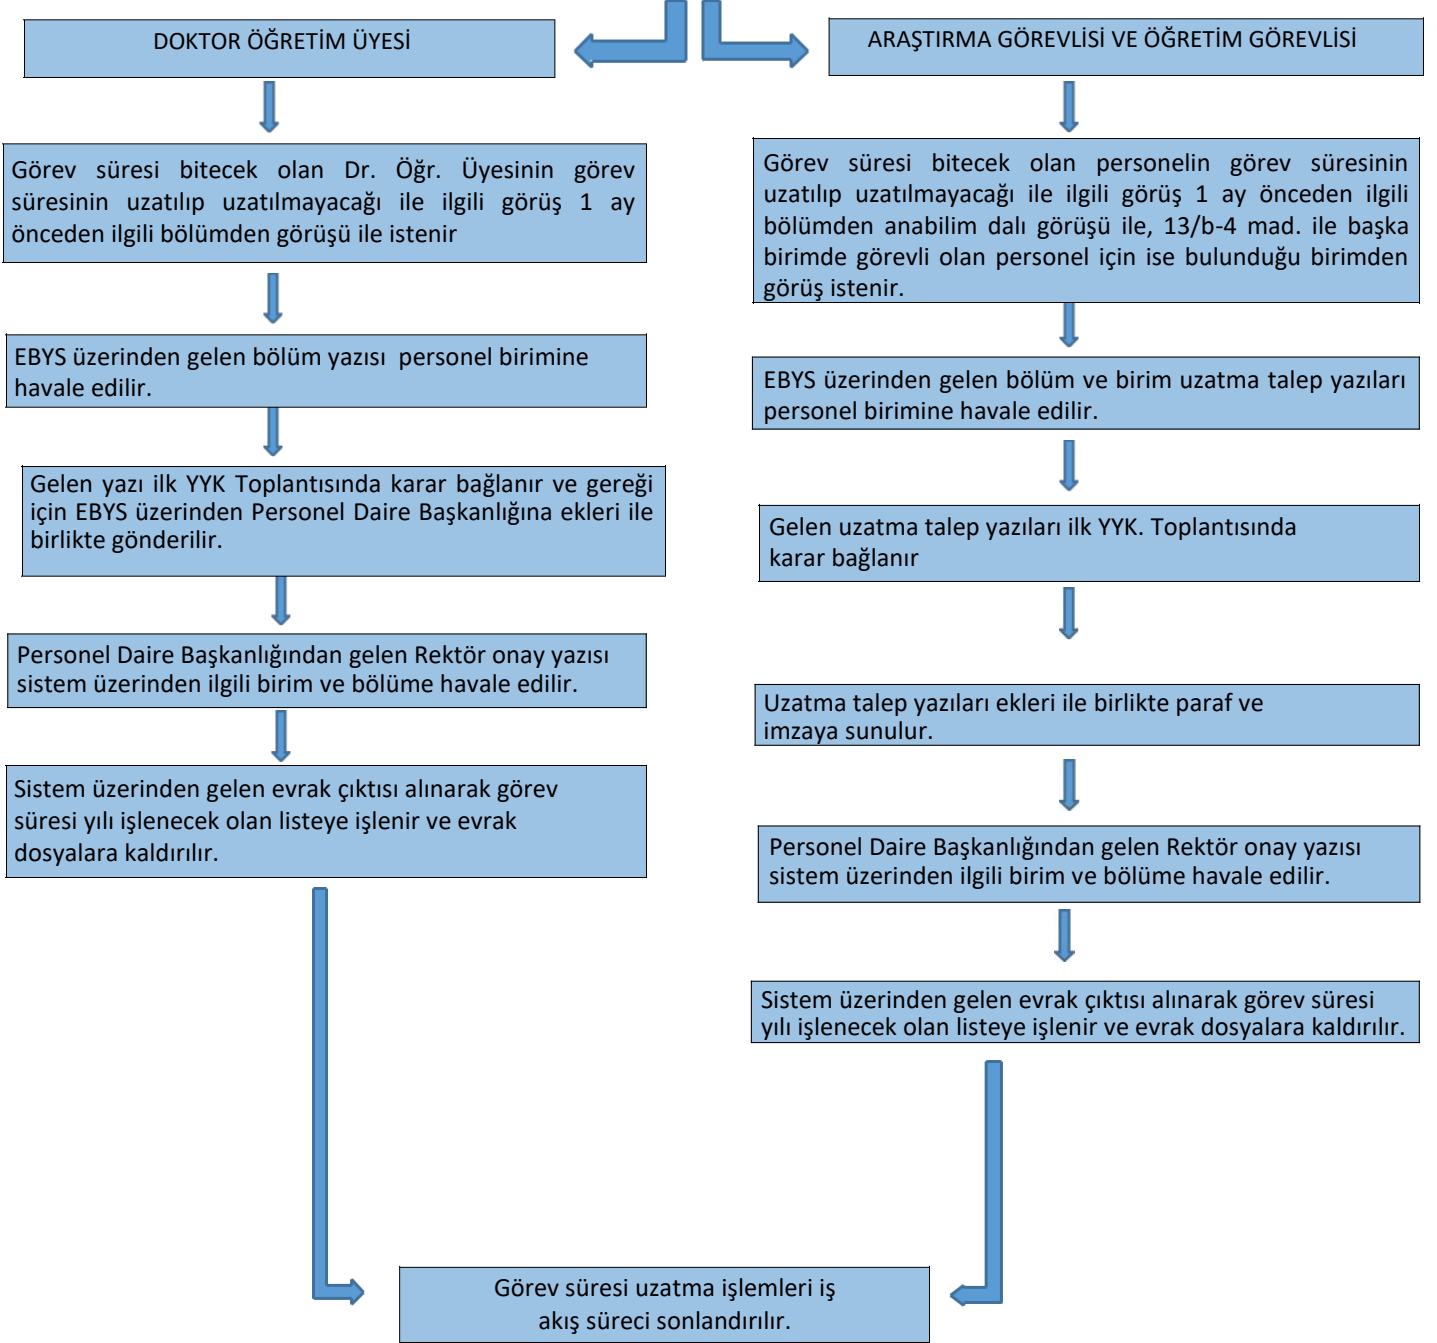 DOKTOR ÖĞRETİM ÜYESİ
Görev süresi bitecek olan Dr. Öğr. Üyesinin görev
süresinin uzatılıp uzatılmayacağı ile ilgili görüş 1 ay
önceden ilgili bölümden görüşü ile istenir
EBYS üzerinden gelen bölüm yazısı personel birimine
havale edilir.
Gelen yazı ilk YYK Toplantısında karar bağlanır ve gereği
için EBYS üzerinden Personel Daire Başkanlığına ekleri ile
birlikte gönderilir.
Personel Daire Başkanlığından gelen Rektör onay yazısı
sistem üzerinden ilgili birim ve bölüme havale edilir.
Sistem üzerinden gelen evrak çıktısı alınarak görev
süresi yılı işlenecek olan listeye işlenir ve evrak
dosyalara kaldırılır.
ARAŞTIRMA GÖREVLİSİ VE ÖĞRETİM GÖREVLİSİ
Görev süresi bitecek olan personelin görev süresinin
uzatılıp uzatılmayacağı ile ilgili görüş 1 ay önceden ilgili
bölümden anabilim dalı görüşü ile, 13/b-4 mad. ile başka
birimde görevli olan personel için ise bulunduğu birimden
görüş istenir.
EBYS üzerinden gelen bölüm ve birim uzatma talep yazıları
personel birimine havale edilir.
Gelen uzatma talep yazıları ilk YYK. Toplantısında
karar bağlanır
Uzatma talep yazıları ekleri ile birlikte paraf ve
imzaya sunulur.
Personel Daire Başkanlığından gelen Rektör onay yazısı
sistem üzerinden ilgili birim ve bölüme havale edilir.
Sistem üzerinden gelen evrak çıktısı alınarak görev süresi
yılı işlenecek olan listeye işlenir ve evrak dosyalara kaldırılır.
Görev süresi uzatma işlemleri iş
akış süreci sonlandırılır.